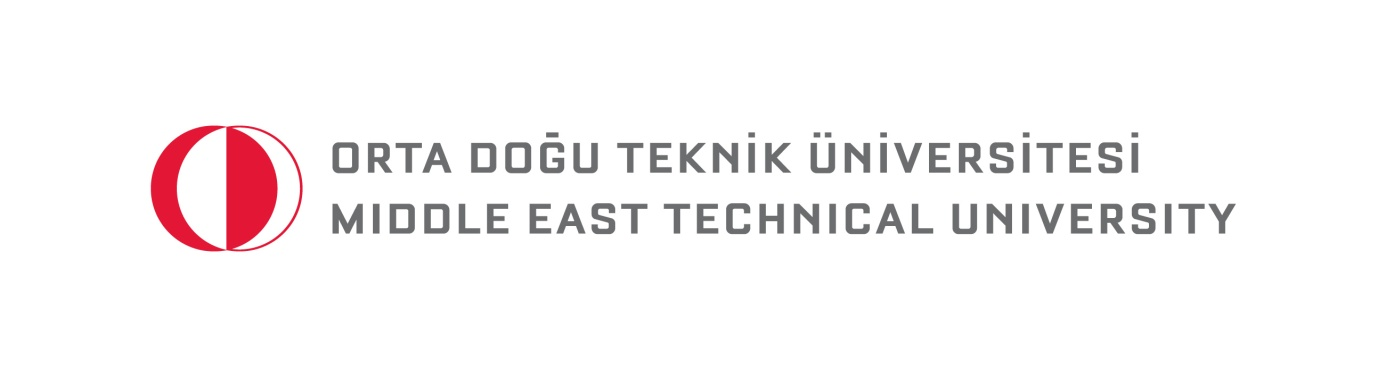 ORTA DOĞU TEKNİK ÜNİVERSİTESİ
MIDDLE EAST TECHNICAL UNIVERSITY